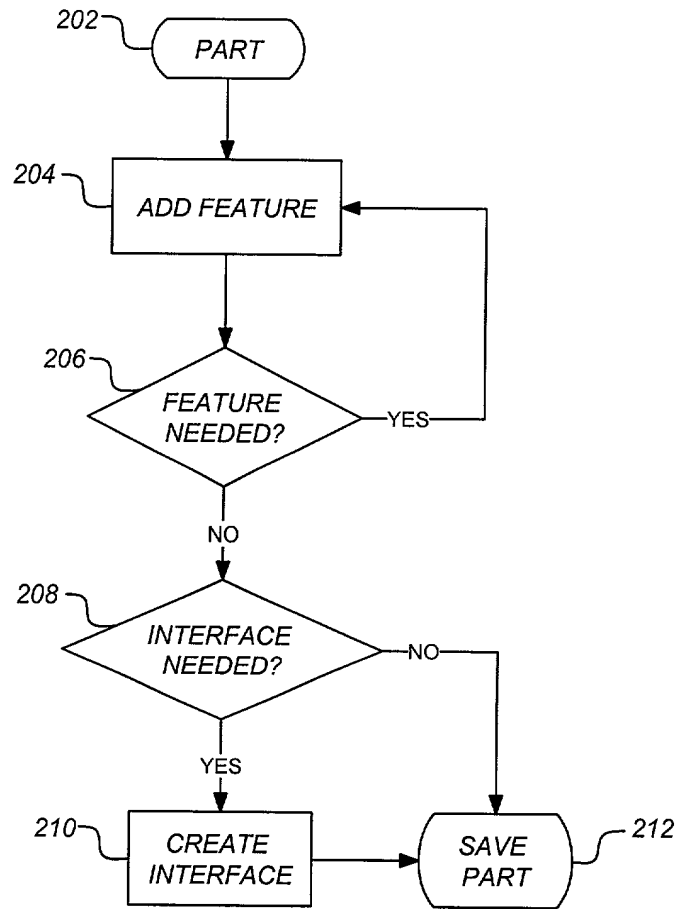 202
PART
204
ADD FEATURE
206
FEATURE
NEEDED?
YES
NO
208
INTERFACE
NEEDED?
NO
YES
210
CREATE
INTERFACE
SAVE
PART
212